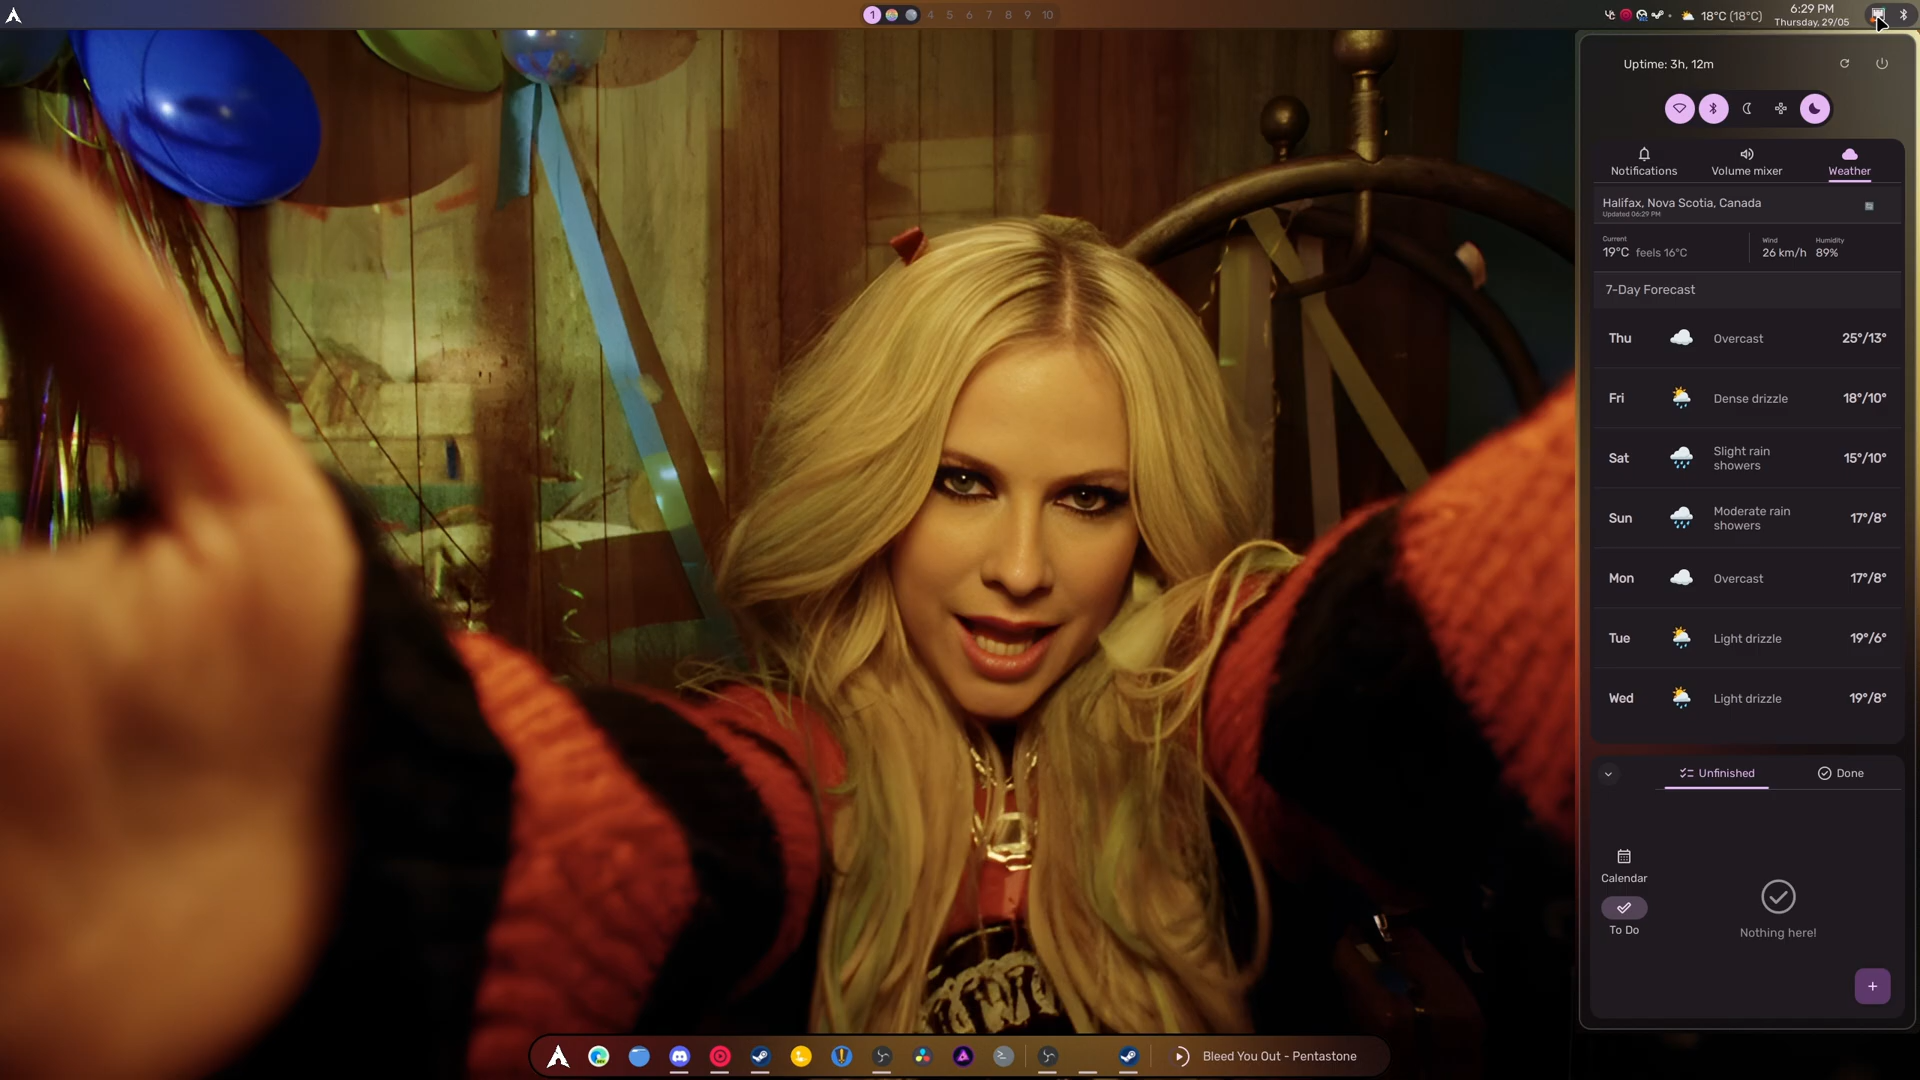 1 4 5 6 7 8 9 10
18°C (18°C)
6:29 PM
Thursday, 29/05
Uptime: 3h, 12m
Notifications
Volume mixer
Weather
Halifax, Nova Scotia, Canada
Updated 06:29 PM
Current
19°C feels 16°C
Wind
26 km/h
Humidity
89%
7-Day Forecast
Thu Overcast 25°/13°
Fri Dense drizzle 18°/10°
Sat Slight rain
showers 15°/10°
Sun Moderate rain
showers 17°/8°
Mon Overcast 17°/8°
Tue Light drizzle 19°/6°
Wed Light drizzle 19°/8°
Unfinished
Done
Calendar
To Do
Nothing here!
+
Bleed You Out - Pentastone